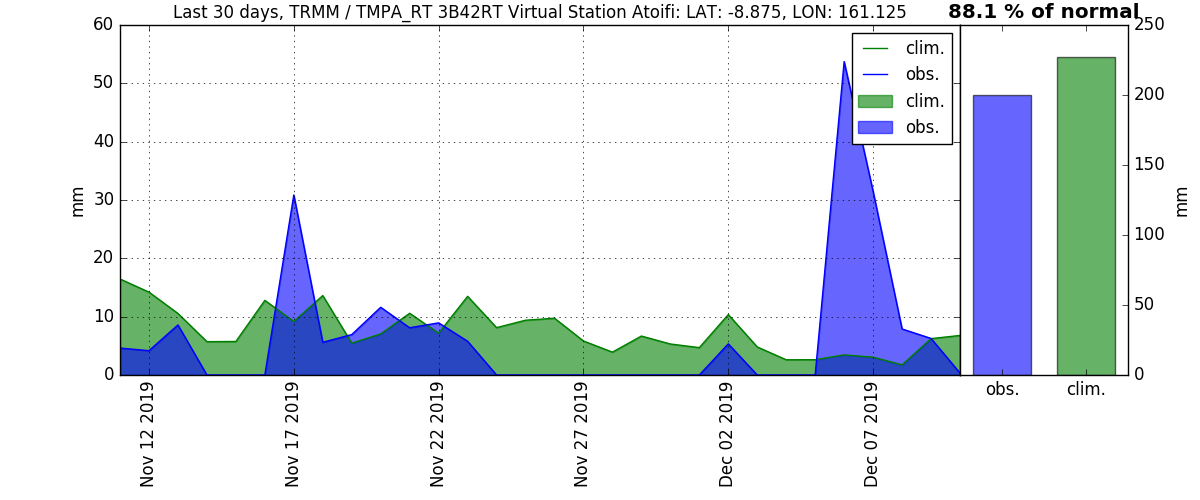 Last 30 days, TRMM / TMPA_RT 3B42RT Virtual Station Atoifi: LAT: -8.875, LON: 161.125
88.1 % of normal
60
50
40
30
20
10
0
mm
clim.
obs.
clim.
obs.
Nov 12 2019
Nov 17 2019
Nov 22 2019
Nov 27 2019
Dec 02 2019
Dec 07 2019
250
200
150
100
50
0
mm
obs.
clim.